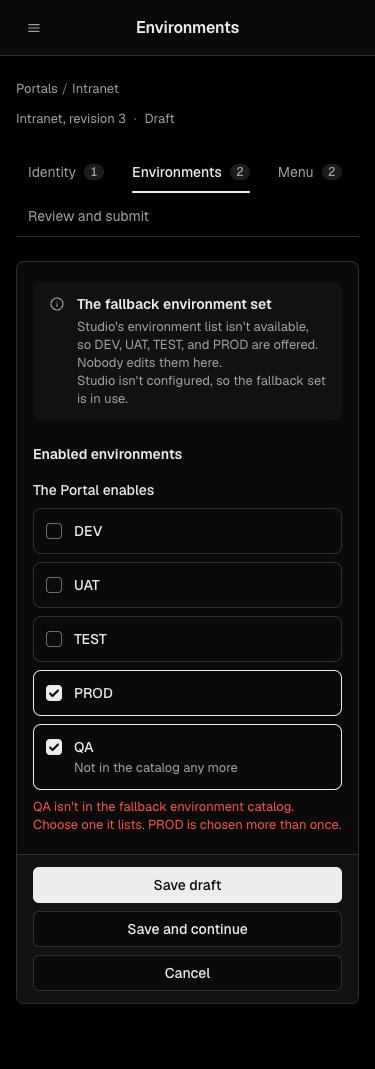 Environments
Portals / Intranet
Intranet, revision 3 · Draft
Identity 1 Environments 2 Menu 2
Review and submit
The fallback environment set
Studio's environment list isn't available,
so DEV, UAT, TEST, and PROD are offered.
Nobody edits them here.
Studio isn't configured, so the fallback set
is in use.
Enabled environments
The Portal enables
DEV
UAT
TEST
PROD
QA
Not in the catalog any more
QA isn't in the fallback environment catalog.
Choose one it lists. PROD is chosen more than once.
Save draft
Save and continue
Cancel